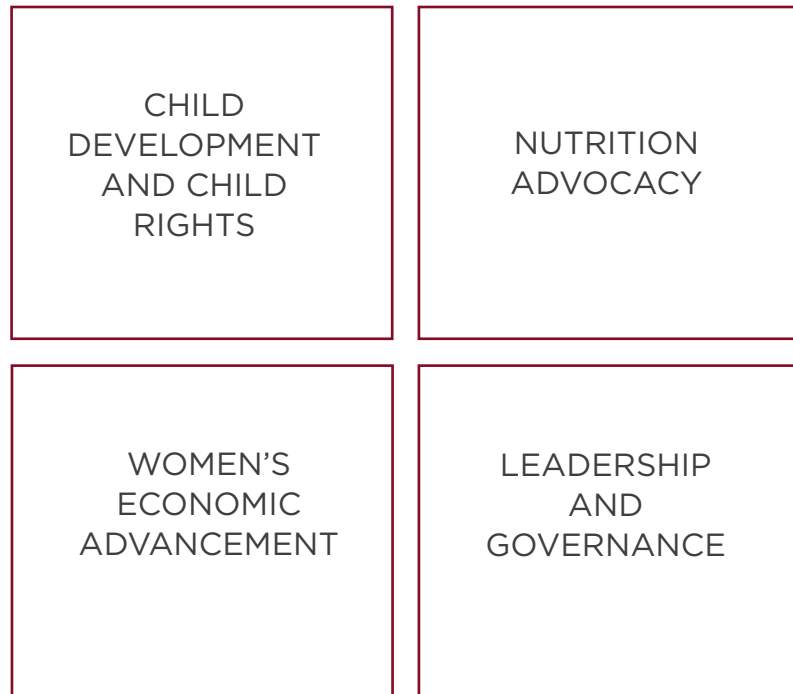 CHILD
DEVELOPMENT
AND CHILD
RIGHTS
NUTRITION
ADVOCACY
WOMEN’S
ECONOMIC
ADVANCEMENT
LEADERSHIP
AND
GOVERNANCE